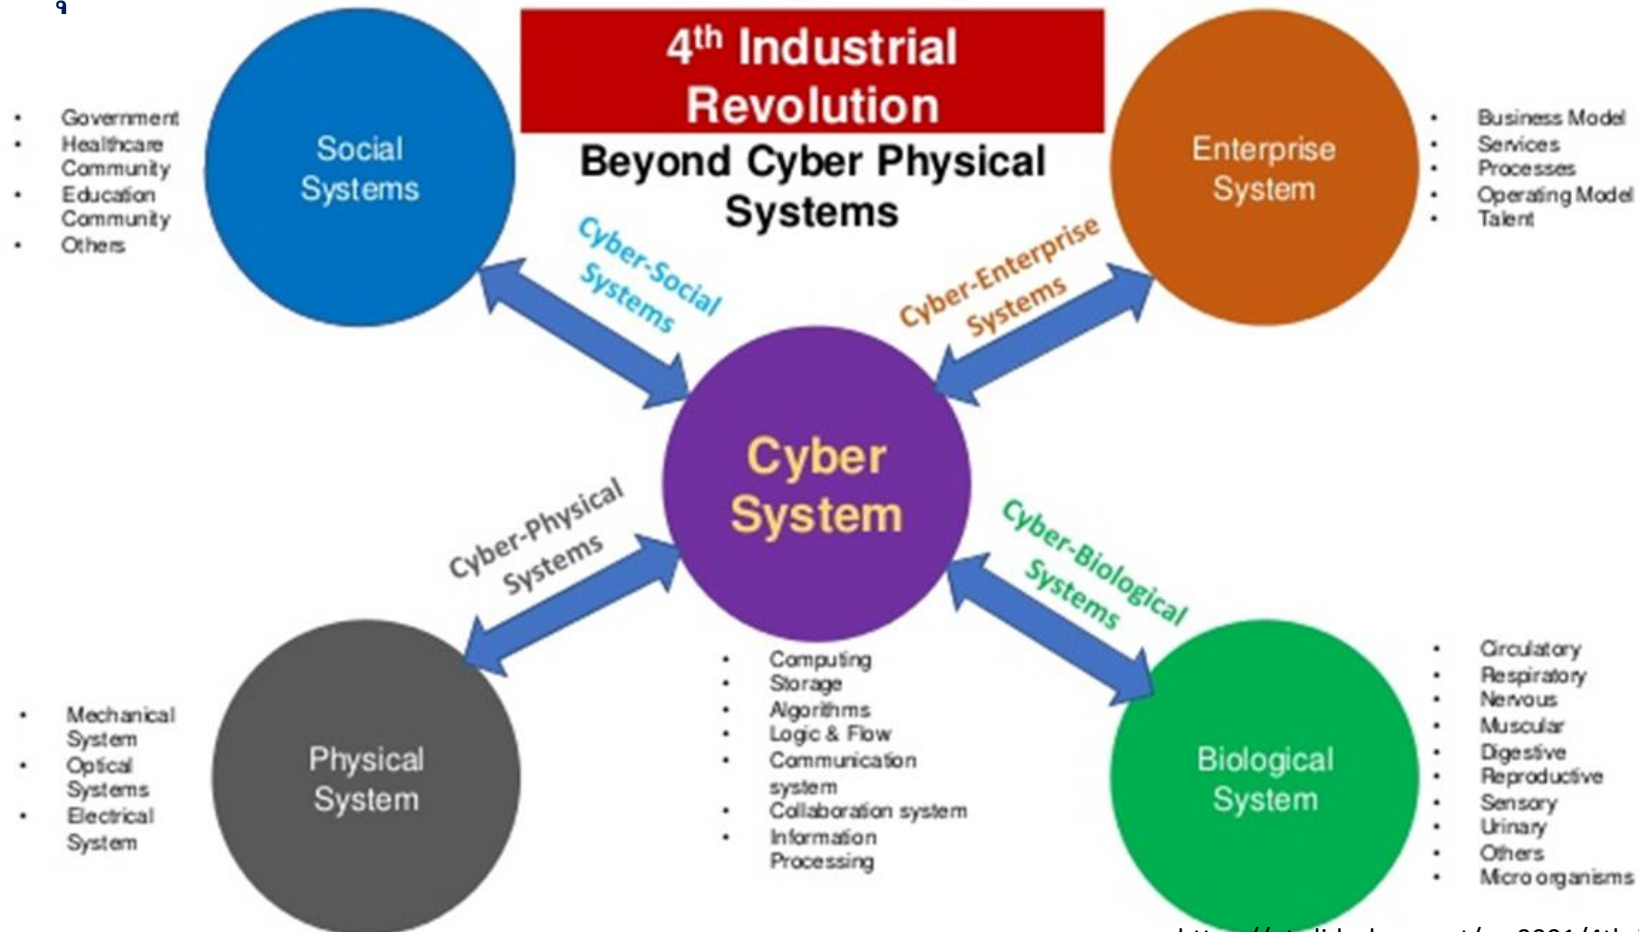 4th Industrial
Revolution
Beyond Cyber Physical
Systems
Social
Systems
• Government
• Healthcare
Community
• Education
Community
• Others
Enterprise
System
• Business Model
• Services
• Processes
• Operating Model
• Talent
Cyber-Social
Systems
Cyber-Enterprise
Systems
Cyber
System
Cyber-Physical
Systems
Cyber-Biological
Systems
• Computing
• Storage
• Algorithms
• Logic & Flow
• Communication
system
• Collaboration system
• Information
Processing
Physical
System
• Mechanical
System
• Optical
Systems
• Electrical
System
Biological
System
• Circulatory
• Respiratory
• Nervous
• Muscular
• Digestive
• Reproductive
• Sensory
• Urinary
• Others
• Micro organisms